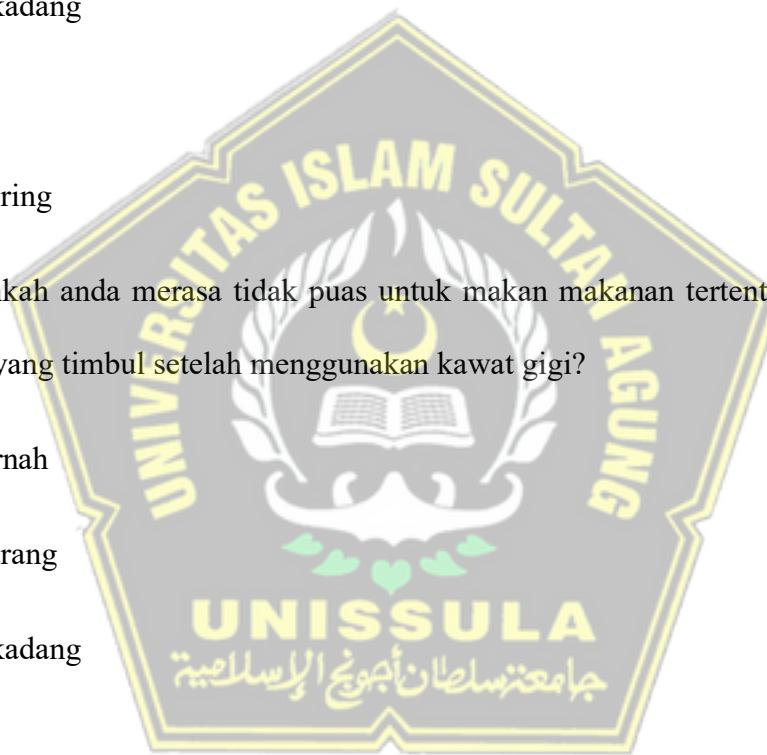 kadang
ring
kah anda merasa tidak puas untuk makan makanan tertent
yang timbul setelah menggunakan kawat gigi?
rnah
rang
kadang
UNIVERSITAS ISLAM SULTAN AGUNG
UNISSULA
جامعة سلطان أجونج الإسلامية